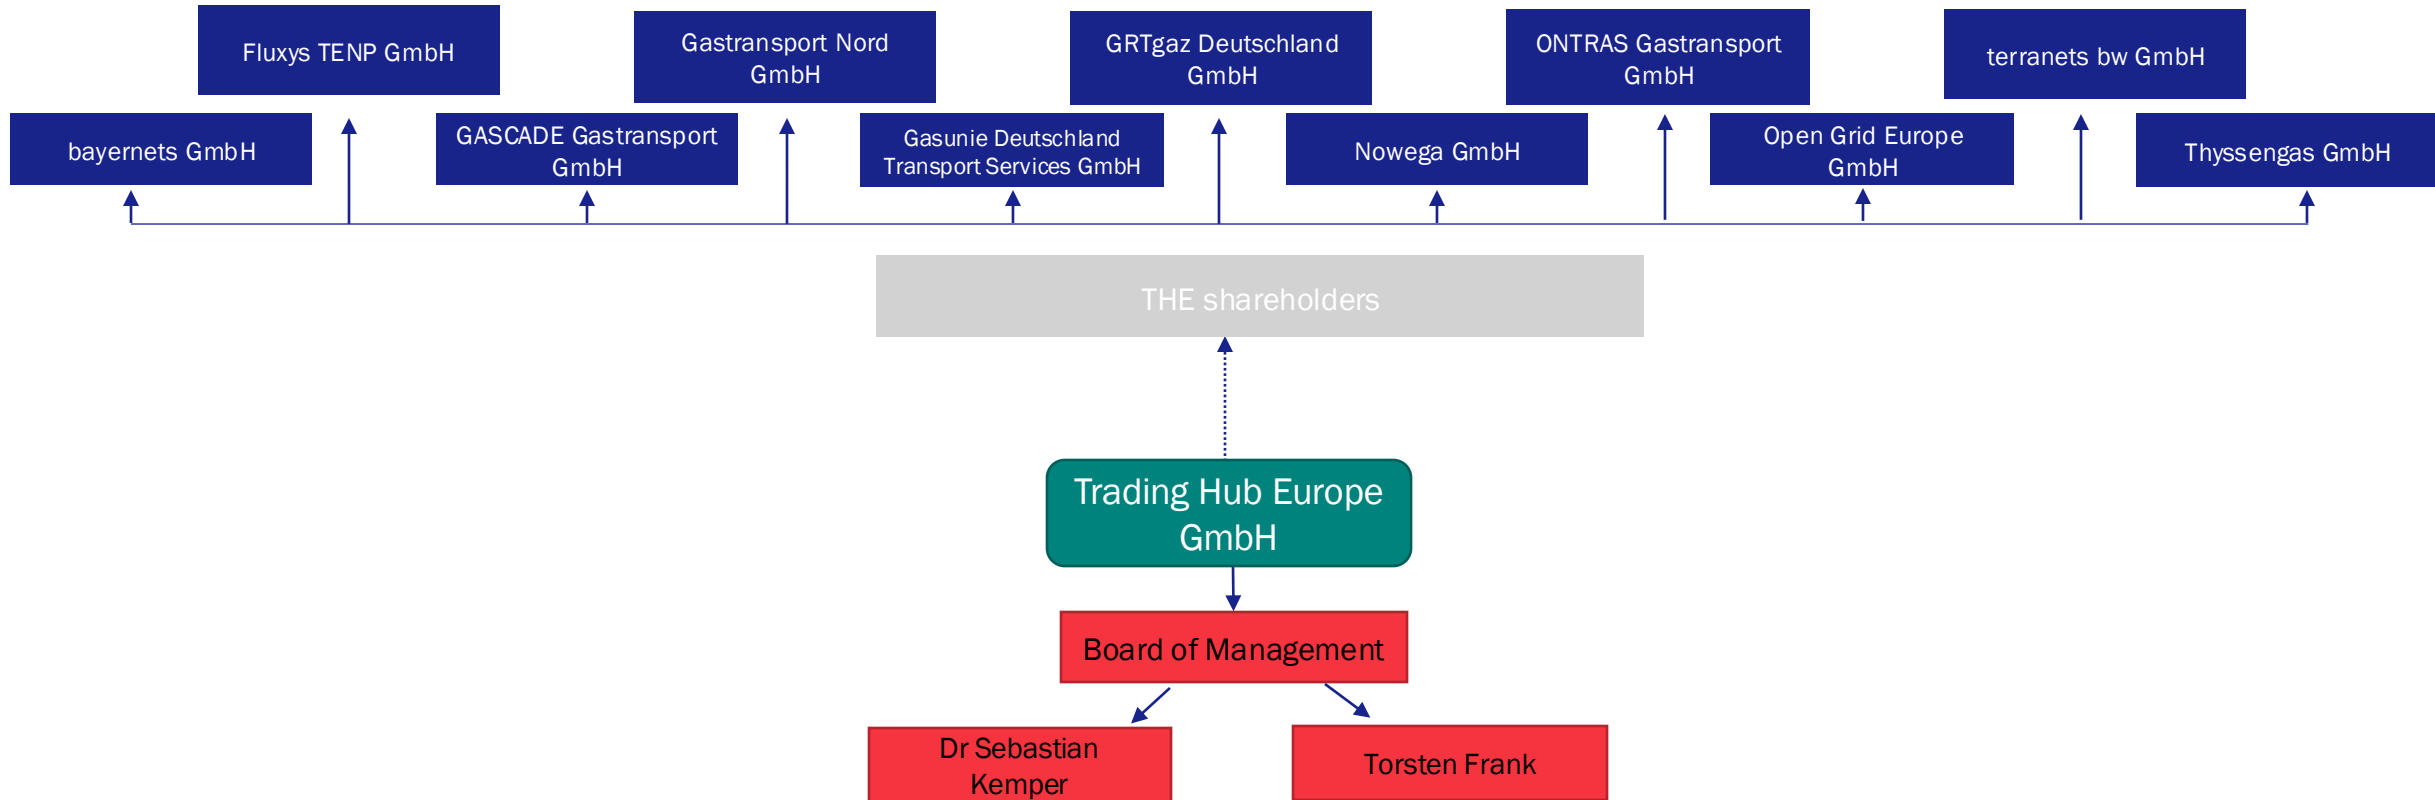 Fluxys TENP GmbH
Gastransport Nord
GmbH
GRTgaz Deutschland
GmbH
ONTRAS Gastransport
GmbH
terranets bw GmbH
bayernets GmbH
GASCADE Gastransport
GmbH
Gasunie Deutschland
Transport Services GmbH
Nowega GmbH
Open Grid Europe
GmbH
Thyssengas GmbH
THE shareholders
Trading Hub Europe
GmbH
Board of Management
Dr Sebastian
Kemper
Torsten Frank